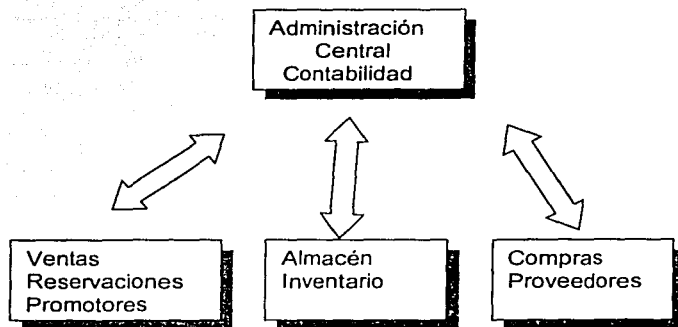 Administración
Central
Contabilidad
Ventas
Reservaciones
Promotores
Almacén
Inventario
Compras
Proveedores